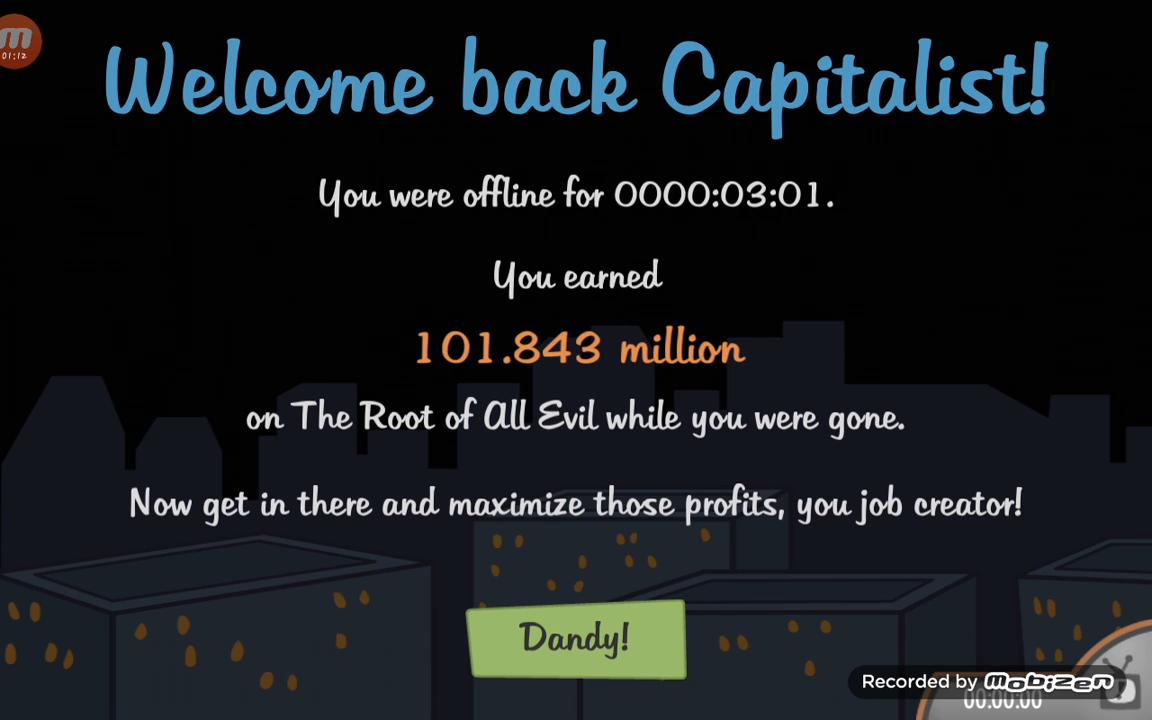 m
01:12
Welcome back Capitalist!
You were offline for 0000:03:01.
You earned
101.843 million
on The Root of All Evil while you were gone.
Now get in there and maximize those profits, you job creator!
Dandy!
Recorded by mobizen
00:00:00